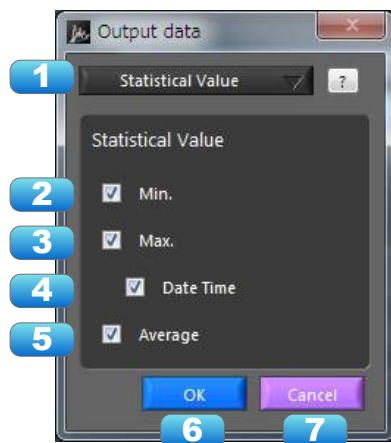 Output data
1 Statistical Value ?
Statistical Value
2 Min.
3 Max.
4 Date Time
5 Average
OK Cancel
6 7